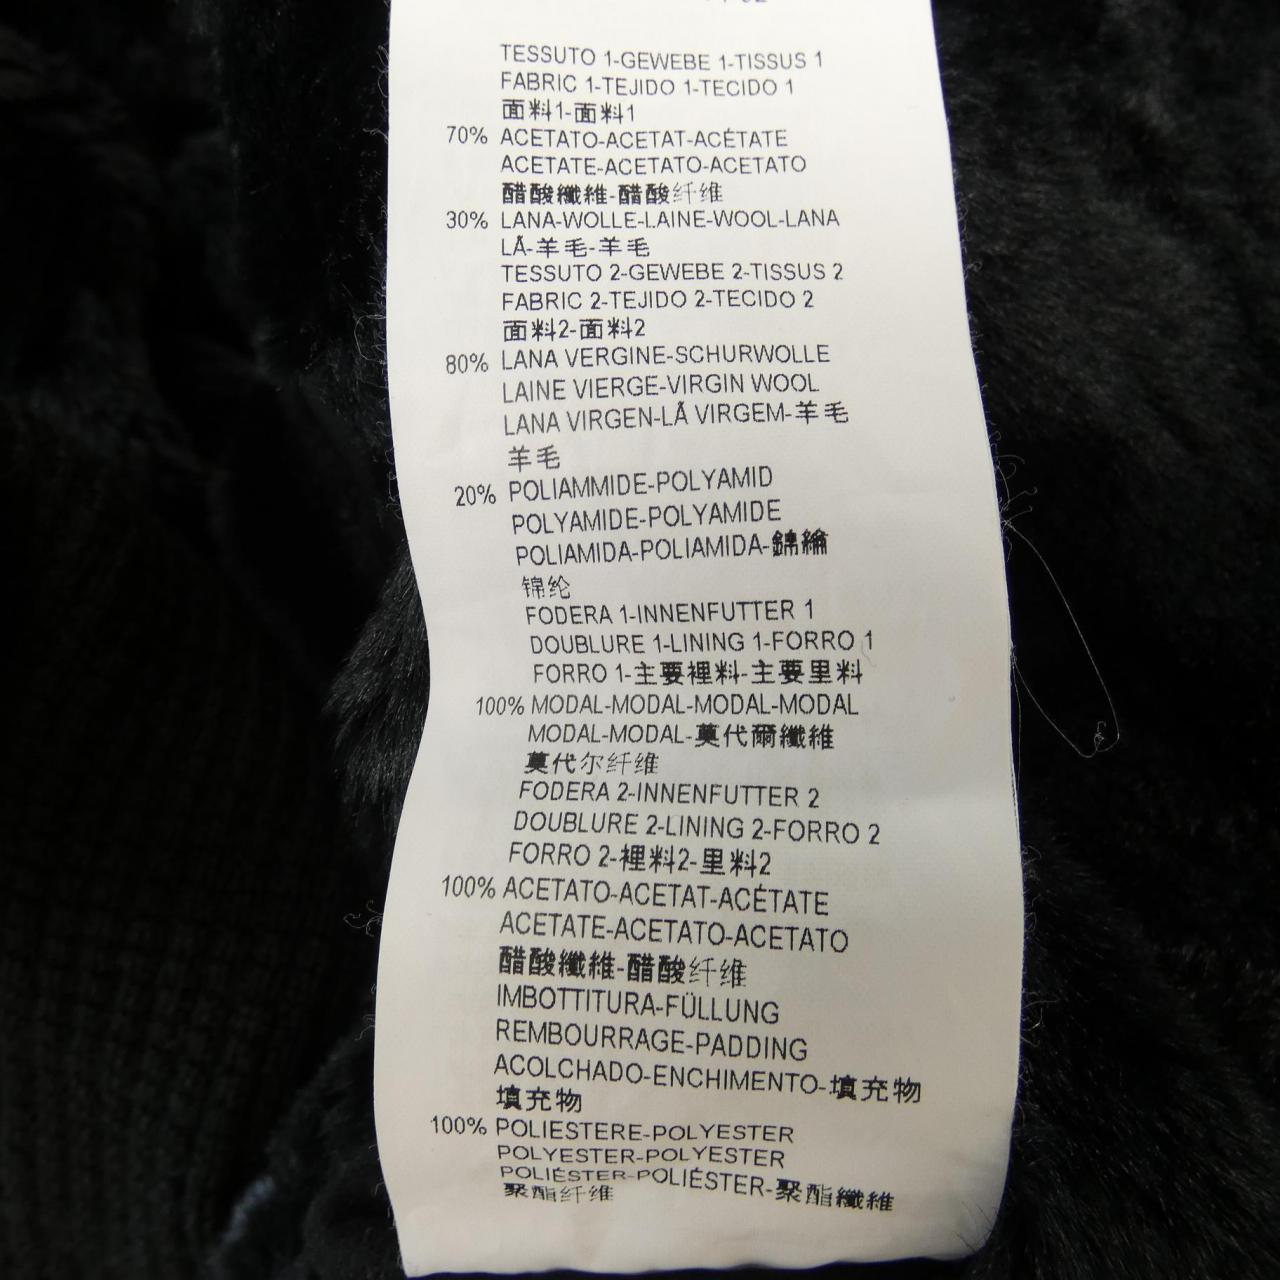 TESSUTO 1-GEWEBE 1-TISSUS 1
FABRIC 1-TEJIDO 1-TECIDO 1
面料1-面料1
70% ACETATO-ACETAT-ACÉTATE
ACETATE-ACETATO-ACETATO
醋酸纖維-醋酸纤维
30% LANA-WOLLE-LAINE-WOOL-LANA
LÃ-羊毛-羊毛
TESSUTO 2-GEWEBE 2-TISSUS 2
FABRIC 2-TEJIDO 2-TECIDO 2
面料2-面料2
80% LANA VERGINE-SCHURWOLLE
LAINE VIERGE-VIRGIN WOOL
LANA VIRGEN-LÃ VIRGEM-羊毛
羊毛
20% POLIAMMIDE-POLYAMID
POLYAMIDE-POLYAMIDE
POLIAMIDA-POLIAMIDA-錦綸
锦纶
FODERA 1-INNENFUTTER 1
DOUBLURE 1-LINING 1-FORRO 1
FORRO 1-主要裡料-主要里料
100% MODAL-MODAL-MODAL-MODAL
MODAL-MODAL-莫代爾纖維
莫代尔纤维
FODERA 2-INNENFUTTER 2
DOUBLURE 2-LINING 2-FORRO 2
FORRO 2-裡料2-里料2
100% ACETATO-ACETAT-ACÉTATE
ACETATE-ACETATO-ACETATO
醋酸纖維-醋酸纤维
IMBOTTITURA-FÜLLUNG
REMBOURRAGE-PADDING
ACOLCHADO-ENCHIMENTO-填充物
填充物
100% POLIESTERE-POLYESTER
POLYESTER-POLYESTER
POLIÉSTER-POLIÉSTER-聚酯纖維
聚酯纤维